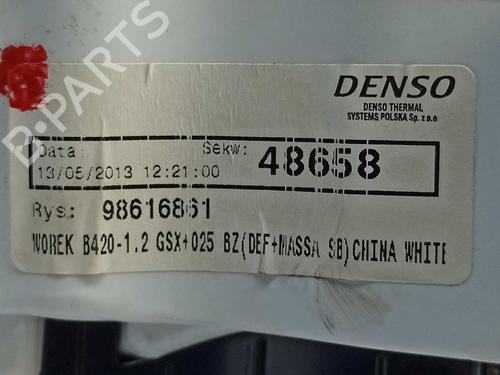 B-PARTS
DENSO
DENSO THERMAL
SYSTEMS POLSKA Sp. z o.o
Data: Sekw: 48658
13/05/2013 12:21:00
Rys: 98616861
WOREK B420-1.2 GSX+025 BZ(DEF+MASSA SB)CHINA WHITE